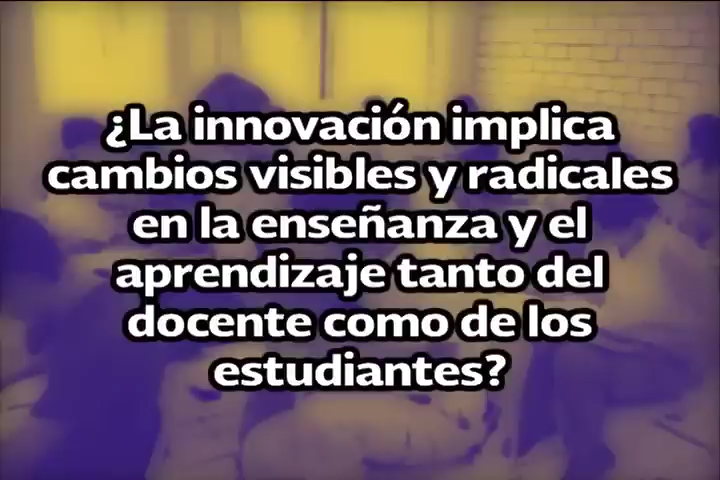 ¿La innovación implica
cambios visibles y radicales
en la enseñanza y el
aprendizaje tanto del
docente como de los
estudiantes?